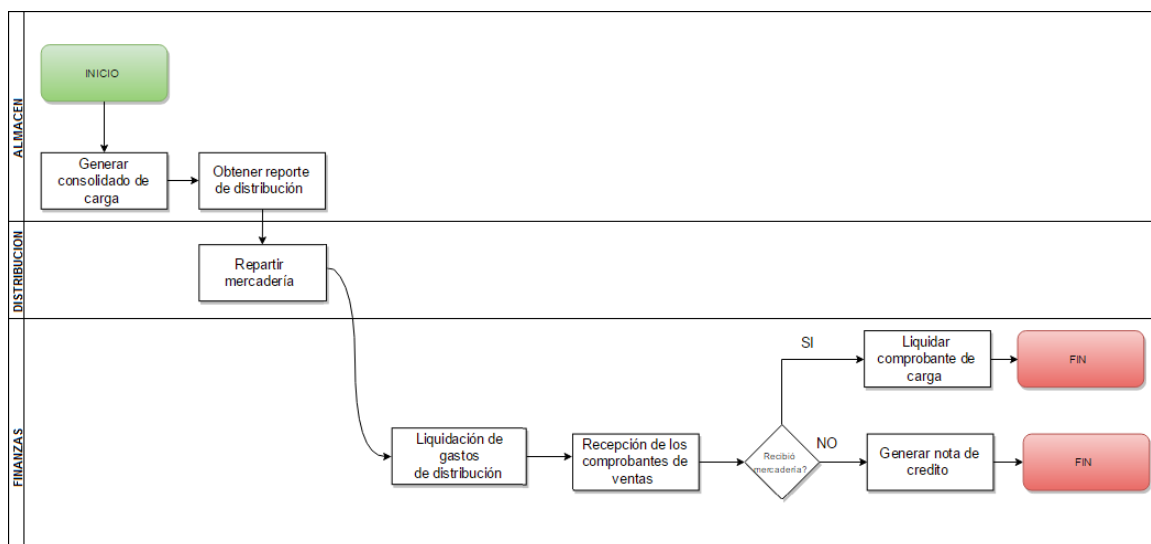 ALMACEN
INICIO
Generar
consolidado de
carga
Obtener reporte
de distribución
DISTRIBUCION
Repartir
mercadería
FINANZAS
Liquidación de
gastos
de distribución
Recepción de los
comprobantes de
ventas
Recibió
mercadería?
SI
Liquidar
comprobante de
carga
FIN
NO
Generar nota de
credito
FIN